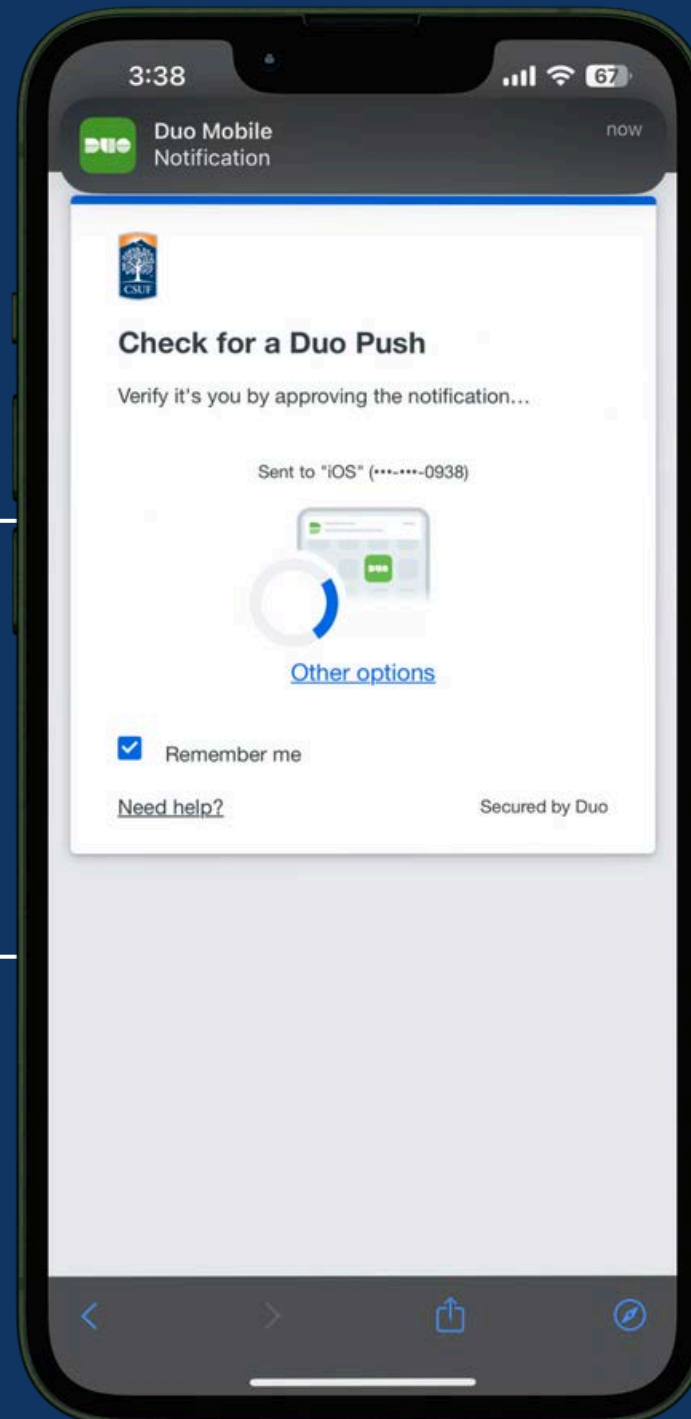 3:38
67
DUO
Duo Mobile
now
Notification
CSUF
Check for a Duo Push
Verify it's you by approving the notification…
Sent to "iOS" (•••-•••-0938)
DUO
Other options
Remember me
Need help?
Secured by Duo